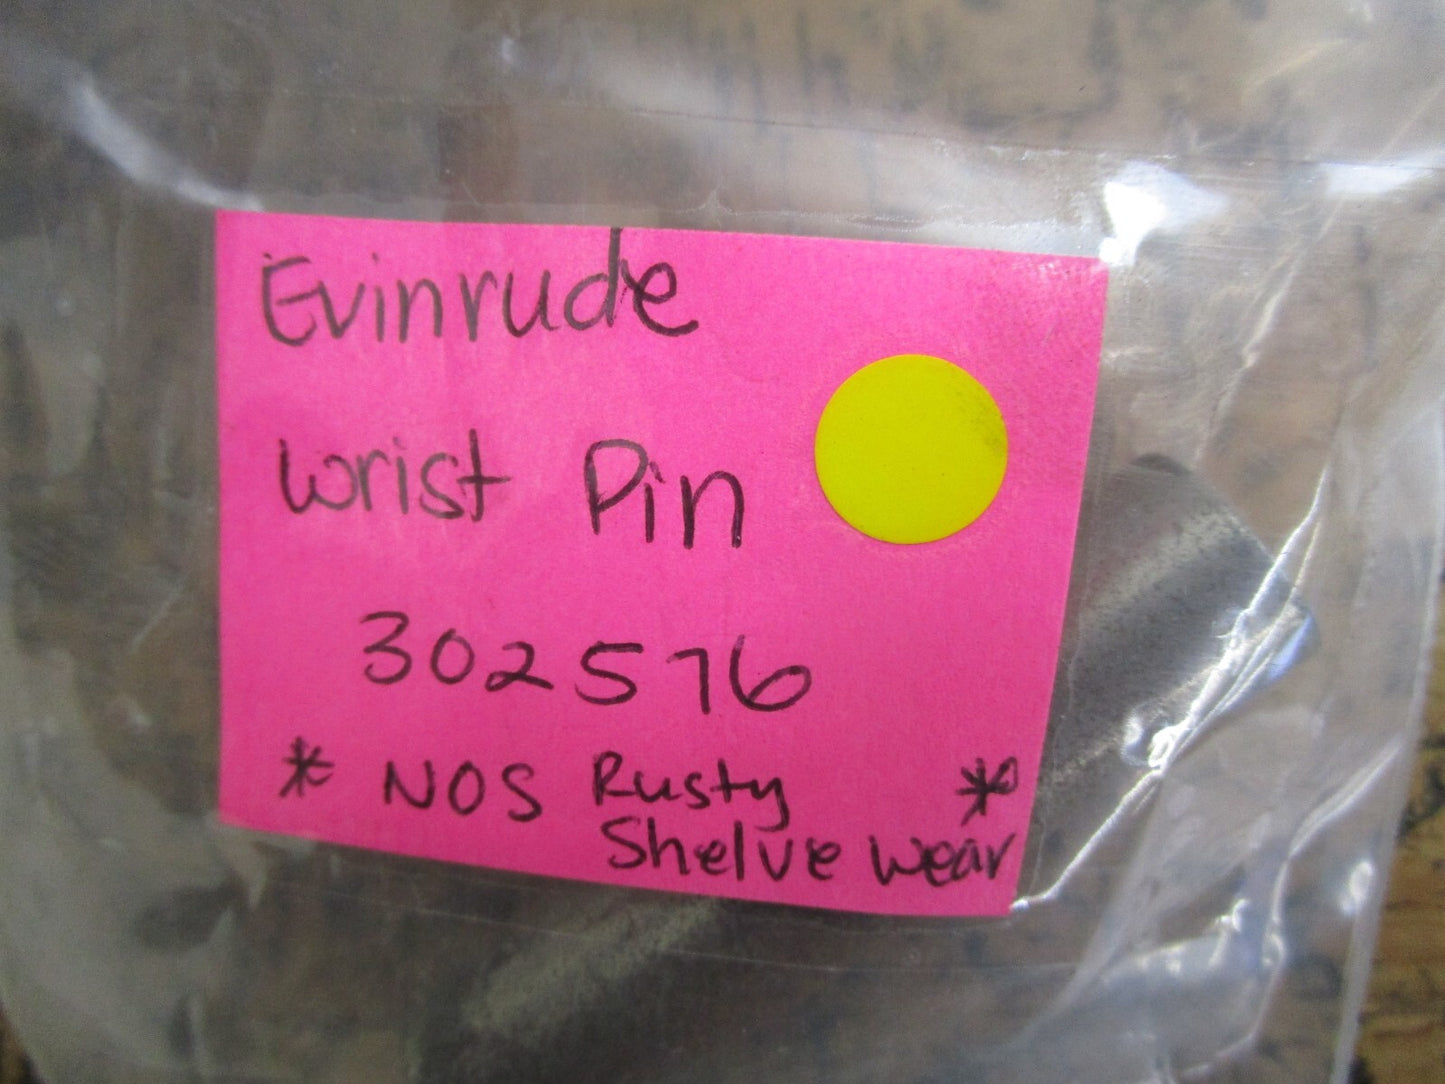 Evinrude
Wrist Pin
302576
* NOS Rusty *
Shelve wear